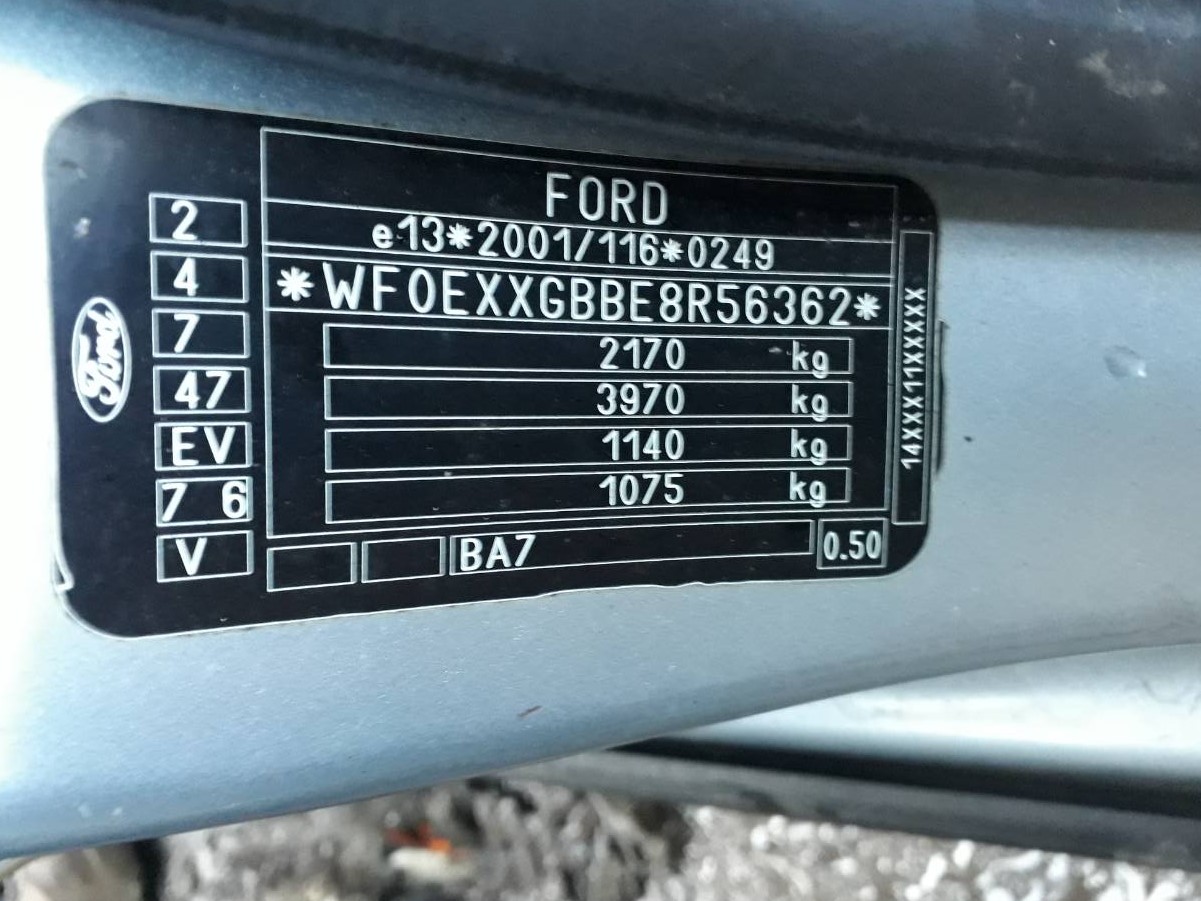 FORD
e13*2001/116*0249
*WF0EXXGBBE8R56362*
2170 kg
3970 kg
1140 kg
1075 kg
BA7
0.50
2
4
7
47
EV
7 6
V
Ford
14XXX11XXXXX